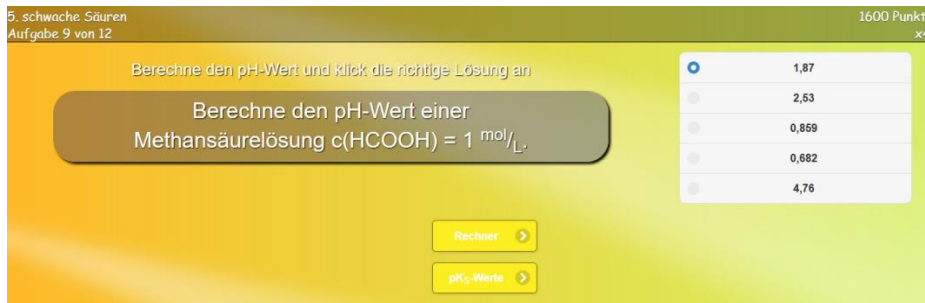 5. schwache Säuren
Aufgabe 9 von 12
1600 Punkt
Berechne den pH-Wert und klick die richtige Lösung an
Berechne den pH-Wert einer
Methansäurelösung c(HCOOH) = 1 mol/L.
1,87
2,53
0,859
0,682
4,76
Rechner
pKS-Werte